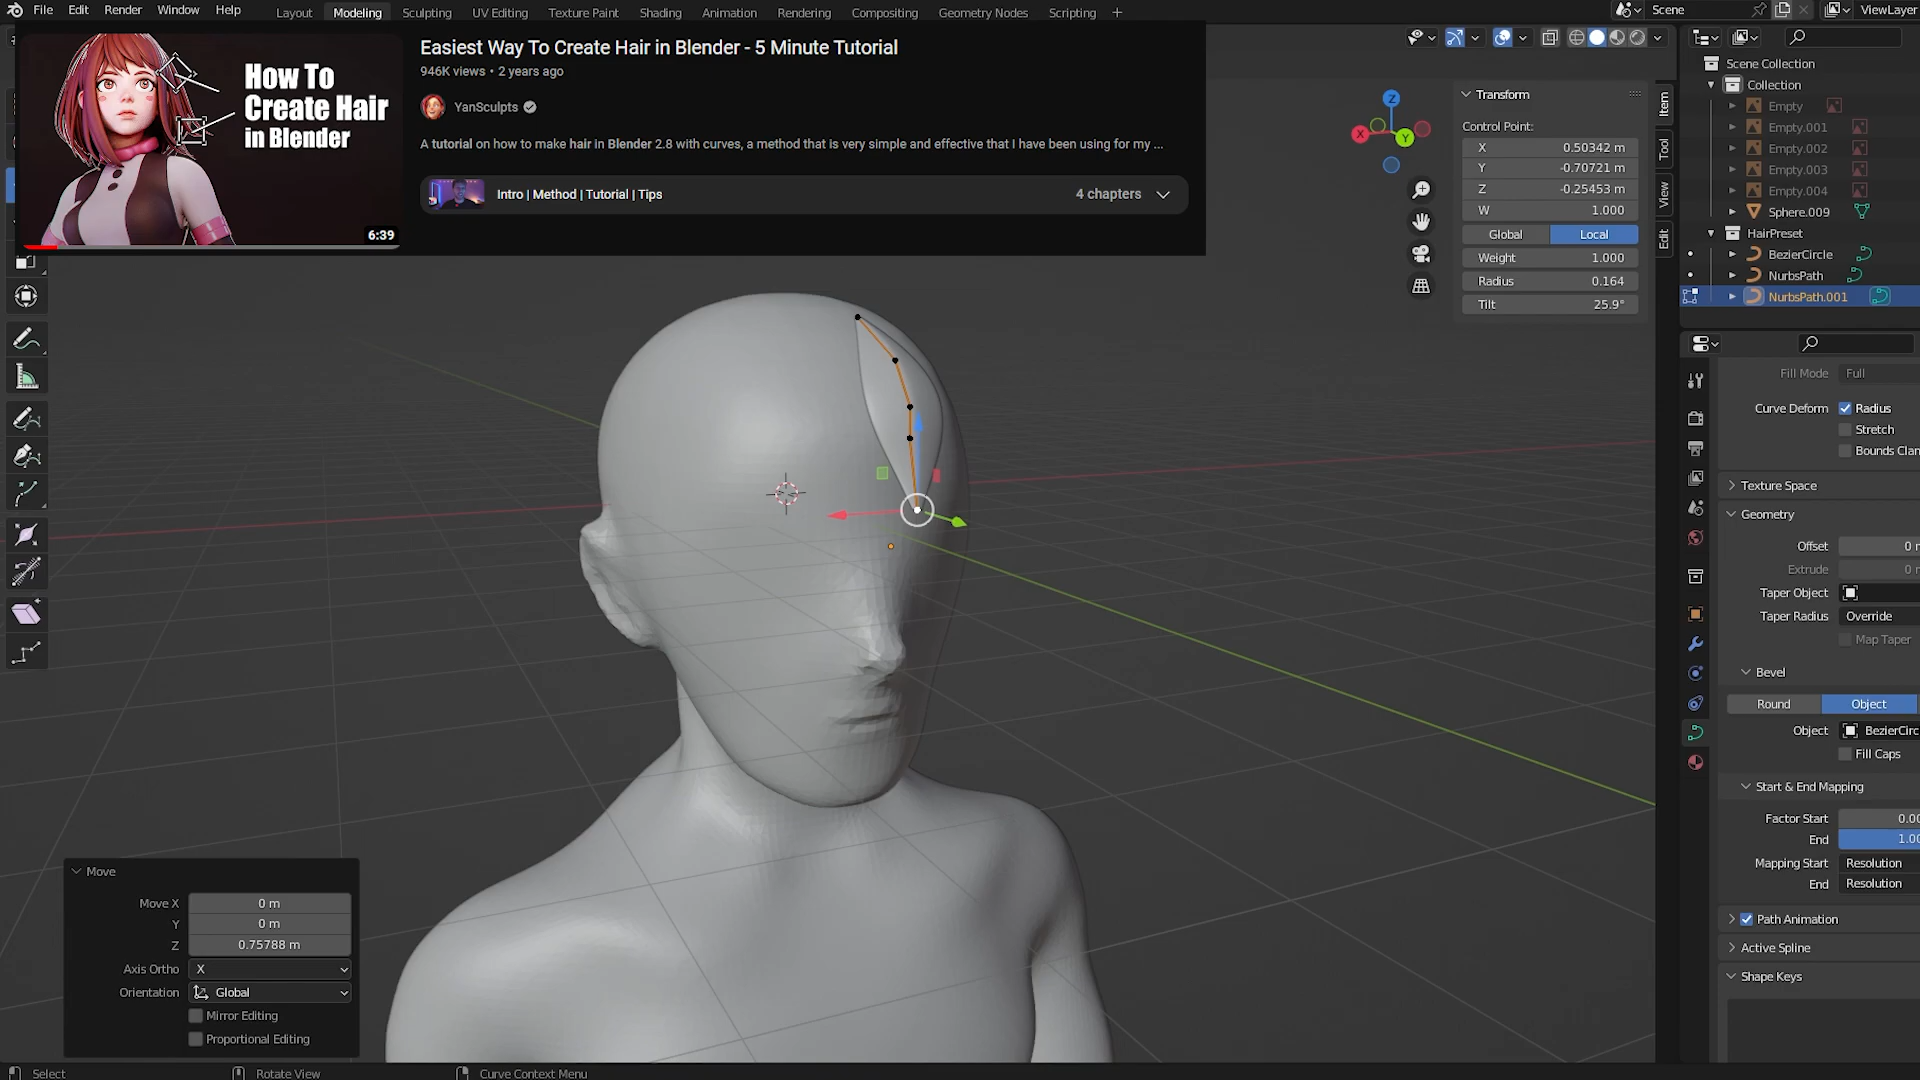 File Edit Render Window Help Layout Modeling Sculpting UV Editing Texture Paint Shading Animation Rendering Compositing Geometry Nodes Scripting + Scene ViewLayer
How To
Create Hair
in Blender
6:39
Easiest Way To Create Hair in Blender - 5 Minute Tutorial
946K views • 2 years ago
YanSculpts
A tutorial on how to make hair in Blender 2.8 with curves, a method that is very simple and effective that I have been using for my ...
Intro | Method | Tutorial | Tips 4 chapters
Z
X
Y
Transform
Control Point:
X 0.50342 m
Y -0.70721 m
Z -0.25453 m
W 1.000
Global Local
Weight 1.000
Radius 0.164
Tilt 25.9°
Item
Tool
View
Edit
Scene Collection
Collection
Empty
Empty.001
Empty.002
Empty.003
Empty.004
Sphere.009
HairPreset
BezierCircle
NurbsPath
NurbsPath.001
Fill Mode Full
Curve Deform Radius
Stretch
Bounds Clan
Texture Space
Geometry
Offset 0 r
Extrude 0 r
Taper Object
Taper Radius Override
Map Taper
Bevel
Round Object
Object BezierCirc
Fill Caps
Start & End Mapping
Factor Start 0.00
End 1.00
Mapping Start Resolution
End Resolution
Path Animation
Active Spline
Shape Keys
Move
Move X 0 m
Y 0 m
Z 0.75788 m
Axis Ortho X
Orientation Global
Mirror Editing
Proportional Editing
Select Rotate View Curve Context Menu